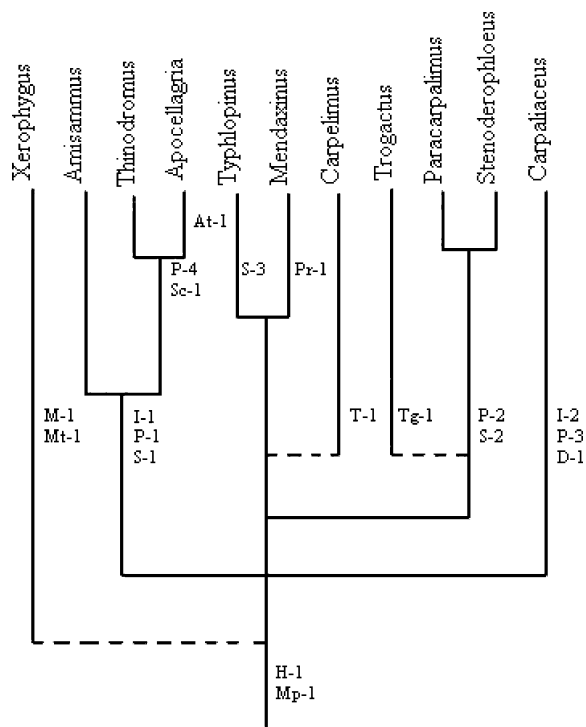 Xerophygus
Amisammus
Thinodromus
Apocellagria
Typhlopinus
Mendaxinus
Carpelimus
Trogactus
Paracarpalimus
Stenoderophloeus
Carpaliaceus
At-1
P-4
Sc-1
S-3
Pr-1
M-1
Mt-1
I-1
P-1
S-1
T-1
Tg-1
P-2
S-2
I-2
P-3
D-1
H-1
Mp-1